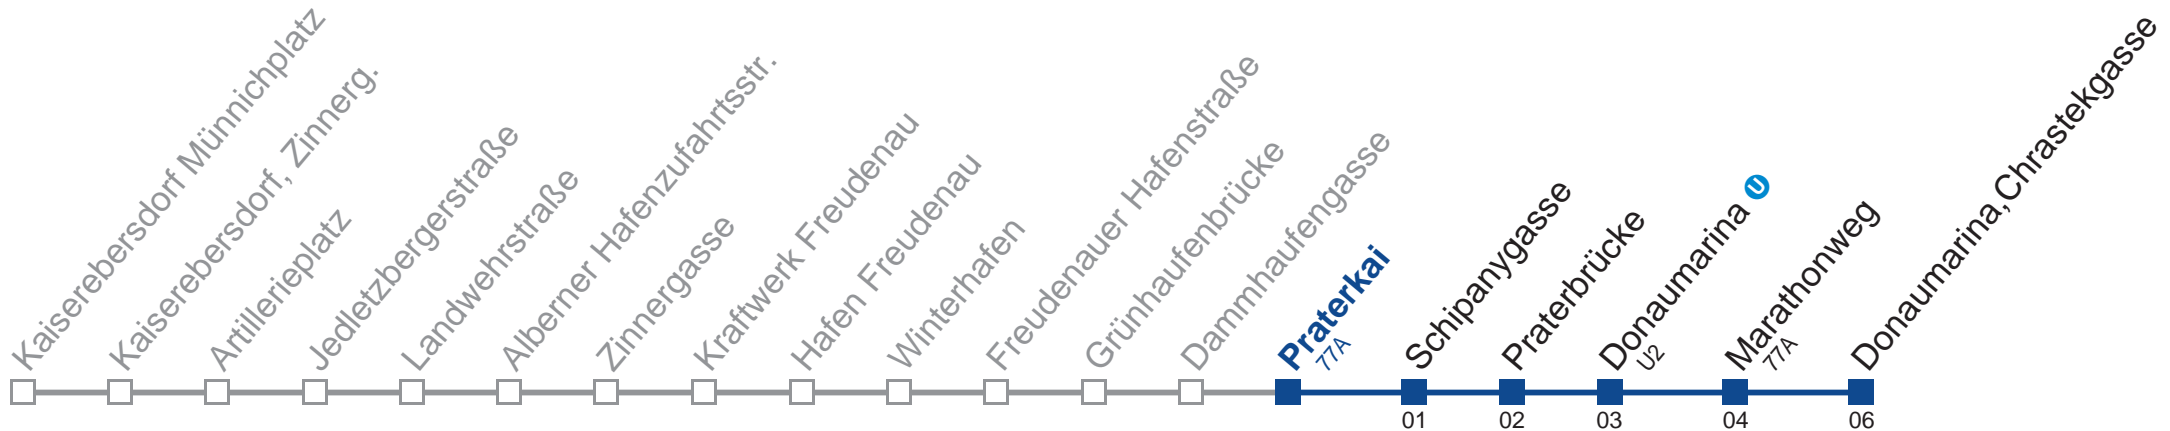 Kaiserebersdorf Münnichplatz
Kaiserebersdorf, Zinnerg.
Artillerieplatz
Jedletzbergerstraße
Landwehrstraße
Alberner Hafenzufahrtsstr.
Zinnergasse
Kraftwerk Freudenau
Hafen Freudenau
Winterhafen
Freudenauer Hafenstraße
Grünhaufenbrücke
Dammhaufengasse
Praterkai
77A
Schipanygasse
01
Praterbrücke
02
Donaumarina U
U2
03
Marathonweg
77A
04
Donaumarina,Chrastekgasse
06